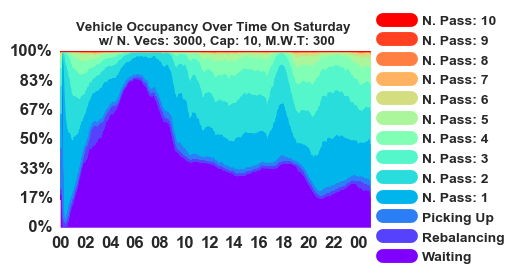 Vehicle Occupancy Over Time On Saturday
w/ N. Vecs: 3000, Cap: 10, M.W.T: 300
100%
83%
67%
50%
33%
17%
0%
00 02 04 06 08 10 12 14 16 18 20 22 00
N. Pass: 10
N. Pass: 9
N. Pass: 8
N. Pass: 7
N. Pass: 6
N. Pass: 5
N. Pass: 4
N. Pass: 3
N. Pass: 2
N. Pass: 1
Picking Up
Rebalancing
Waiting